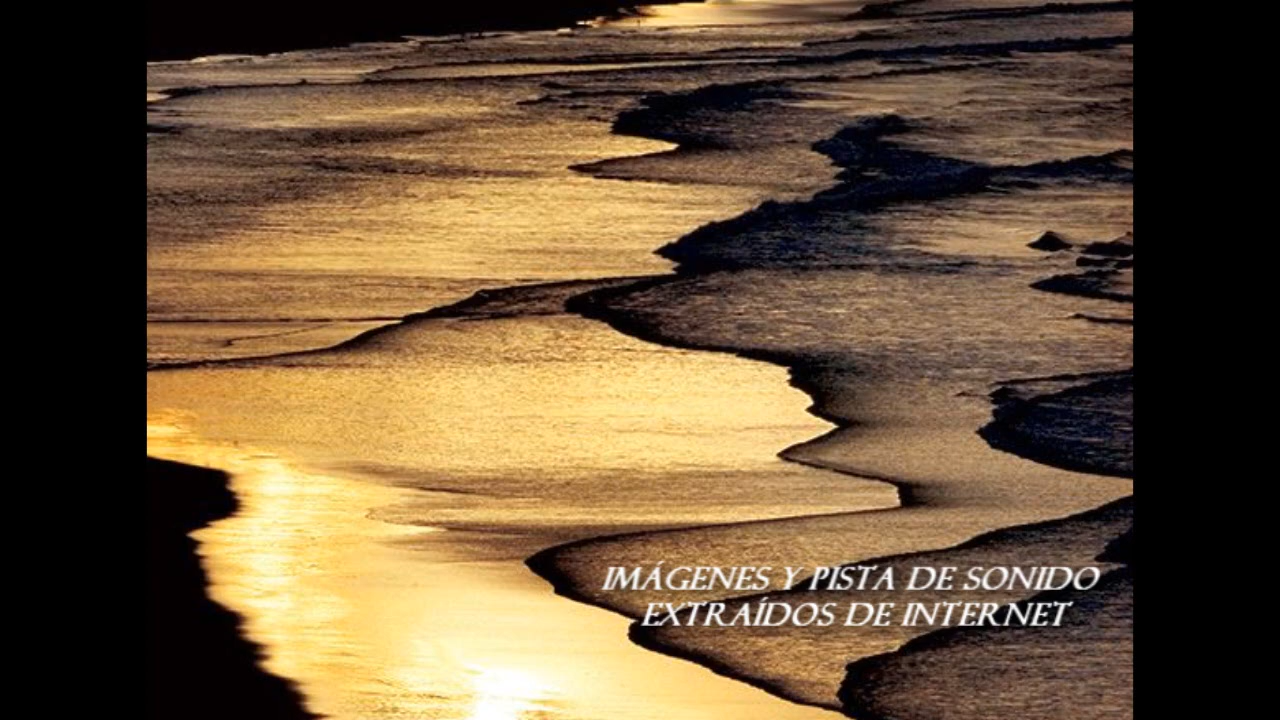 IMÁGENES Y PISTA DE SONIDO
EXTRAÍDOS DE INTERNET